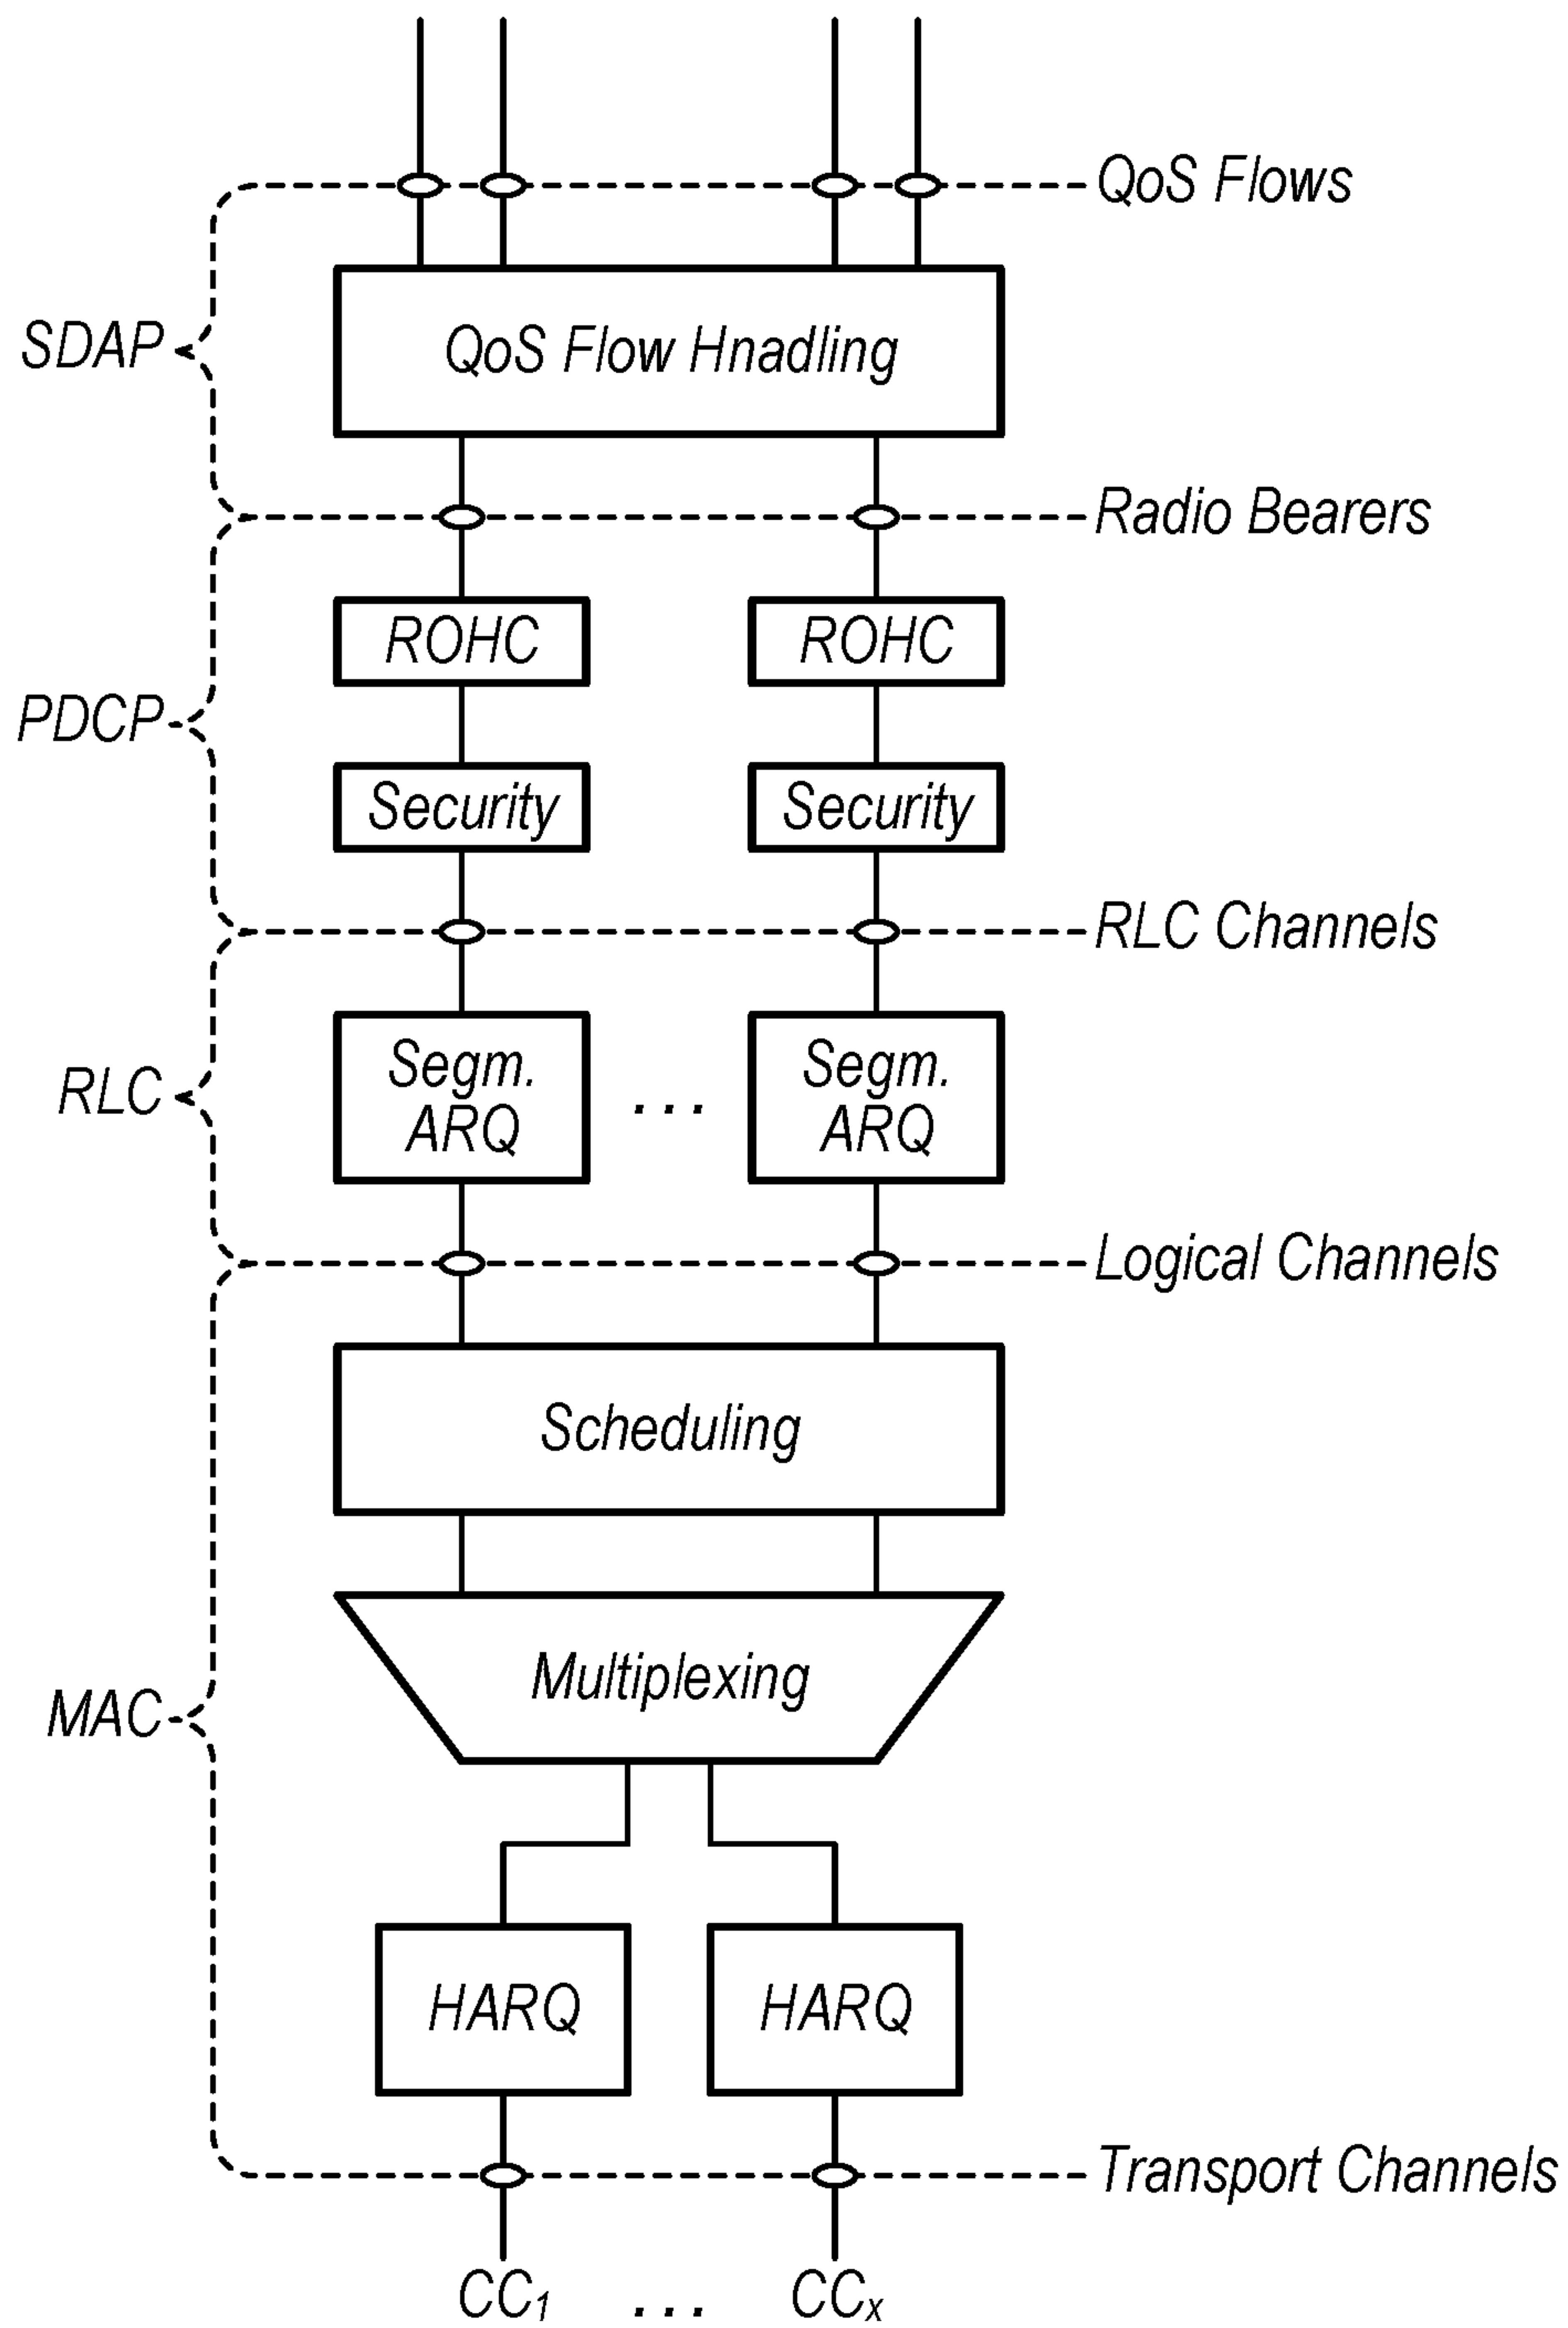 QoS Flows
SDAP
QoS Flow Hnadling
Radio Bearers
ROHC ROHC
PDCP
Security Security
RLC Channels
Segm. Segm.
RLC
...
ARQ ARQ
Logical Channels
Scheduling
Multiplexing
MAC
HARQ HARQ
Transport Channels
CC₁ ... CCₓ